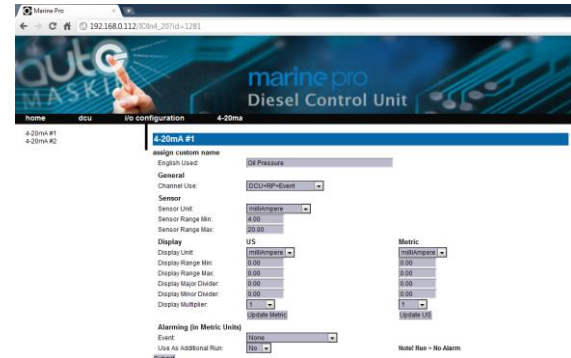 Marine Pro
192.168.0.112/IOIn4_20?id=1281
auto
MASKI
marine pro
Diesel Control Unit
home dcu i/o configuration 4-20ma
4-20mA #1
4-20mA #2
4-20mA #1
assign custom name
English Used: Oil Pressure
General
Channel Use: DCU+RP+Event
Sensor
Sensor Unit: milliAmpere
Sensor Range Min: 4.00
Sensor Range Max: 20.00
Display US Metric
Display Unit: milliAmpere milliAmpere
Display Range Min: 0.00 0.00
Display Range Max: 0.00 0.00
Display Major Divider: 0.00 0.00
Display Minor Divider: 0.00 0.00
Display Multiplier: 1 1
Update Metric Update US
Alarming (in Metric Units)
Event: None
Use As Additional Run: No Note! Run = No Alarm